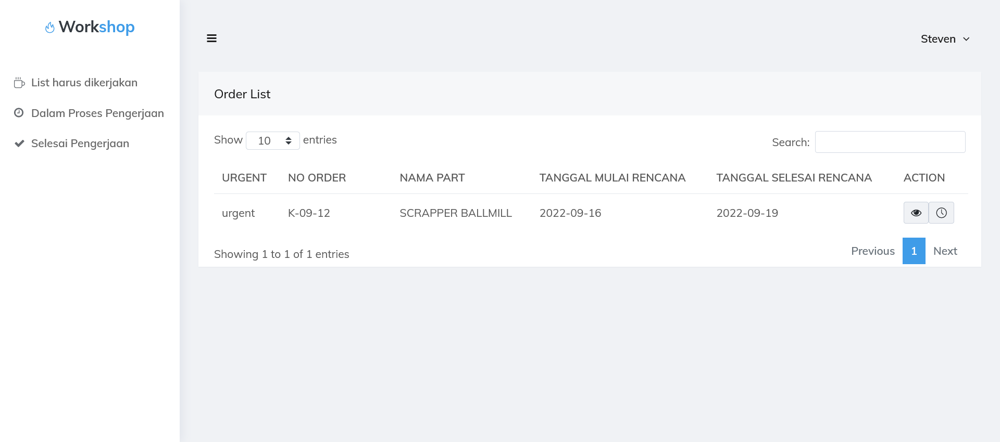 Workshop
List harus dikerjakan
Dalam Proses Pengerjaan
Selesai Pengerjaan
Steven
Order List
Show 10 entries
Search:
URGENT NO ORDER NAMA PART TANGGAL MULAI RENCANA TANGGAL SELESAI RENCANA ACTION
urgent K-09-12 SCRAPPER BALLMILL 2022-09-16 2022-09-19
Showing 1 to 1 of 1 entries
Previous 1 Next